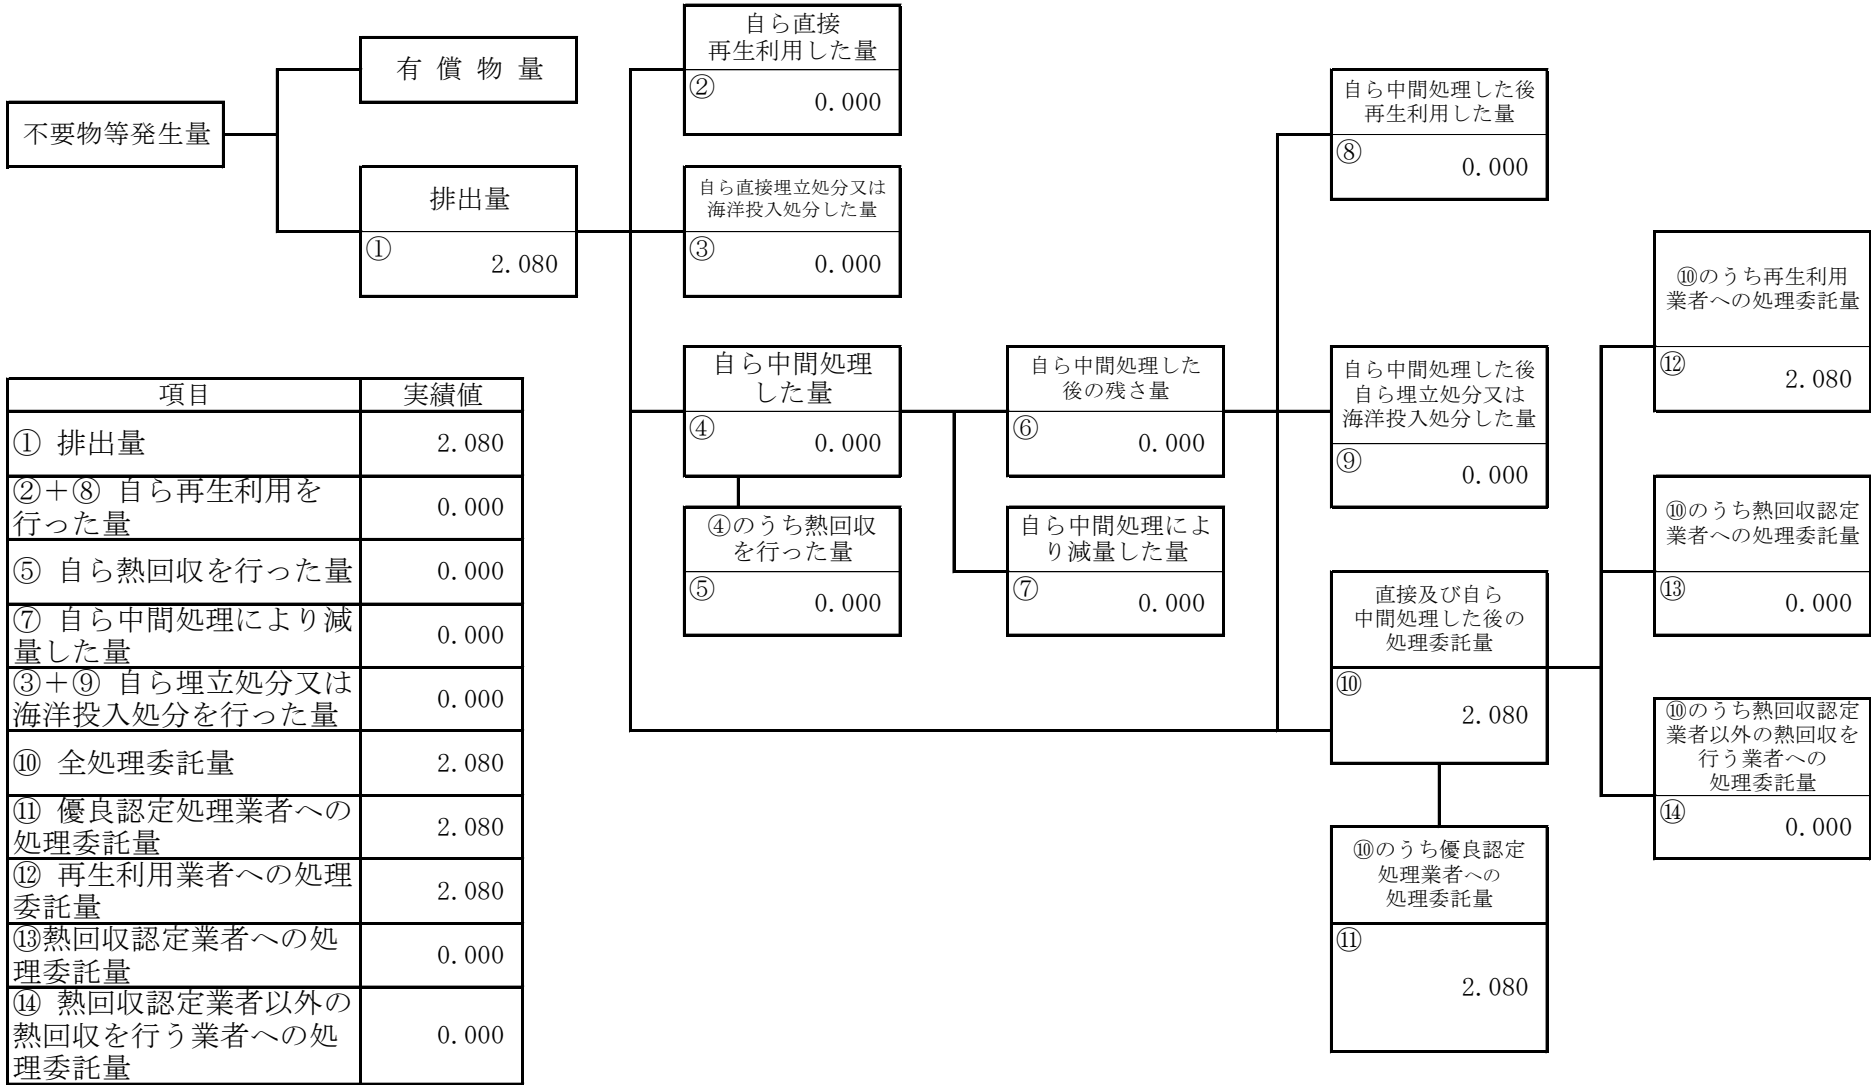 不要物等発生量
有 償 物 量
排出量
①
2.080
自ら直接
再生利用した量
②
0.000
自ら直接埋立処分又は
海洋投入処分した量
③
0.000
自ら中間処理
した量
④
0.000
④のうち熱回収
を行った量
⑤
0.000
自ら中間処理した
後の残さ量
⑥
0.000
自ら中間処理によ
り減量した量
⑦
0.000
自ら中間処理した後
再生利用した量
⑧
0.000
自ら中間処理した後
自ら埋立処分又は
海洋投入処分した量
⑨
0.000
直接及び自ら
中間処理した後の
処理委託量
⑩
2.080
⑩のうち優良認定
処理業者への
処理委託量
⑪
2.080
⑩のうち再生利用
業者への処理委託量
⑫
2.080
⑩のうち熱回収認定
業者への処理委託量
⑬
0.000
⑩のうち熱回収認定
業者以外の熱回収を
行う業者への
処理委託量
⑭
0.000
項目 実績値
① 排出量 2.080
②＋⑧ 自ら再生利用を
行った量 0.000
⑤ 自ら熱回収を行った量 0.000
⑦ 自ら中間処理により減
量した量 0.000
③＋⑨ 自ら埋立処分又は
海洋投入処分を行った量 0.000
⑩ 全処理委託量 2.080
⑪ 優良認定処理業者への
処理委託量 2.080
⑫ 再生利用業者への処理
委託量 2.080
⑬熱回収認定業者への処
理委託量 0.000
⑭ 熱回収認定業者以外の
熱回収を行う業者への処
理委託量 0.000